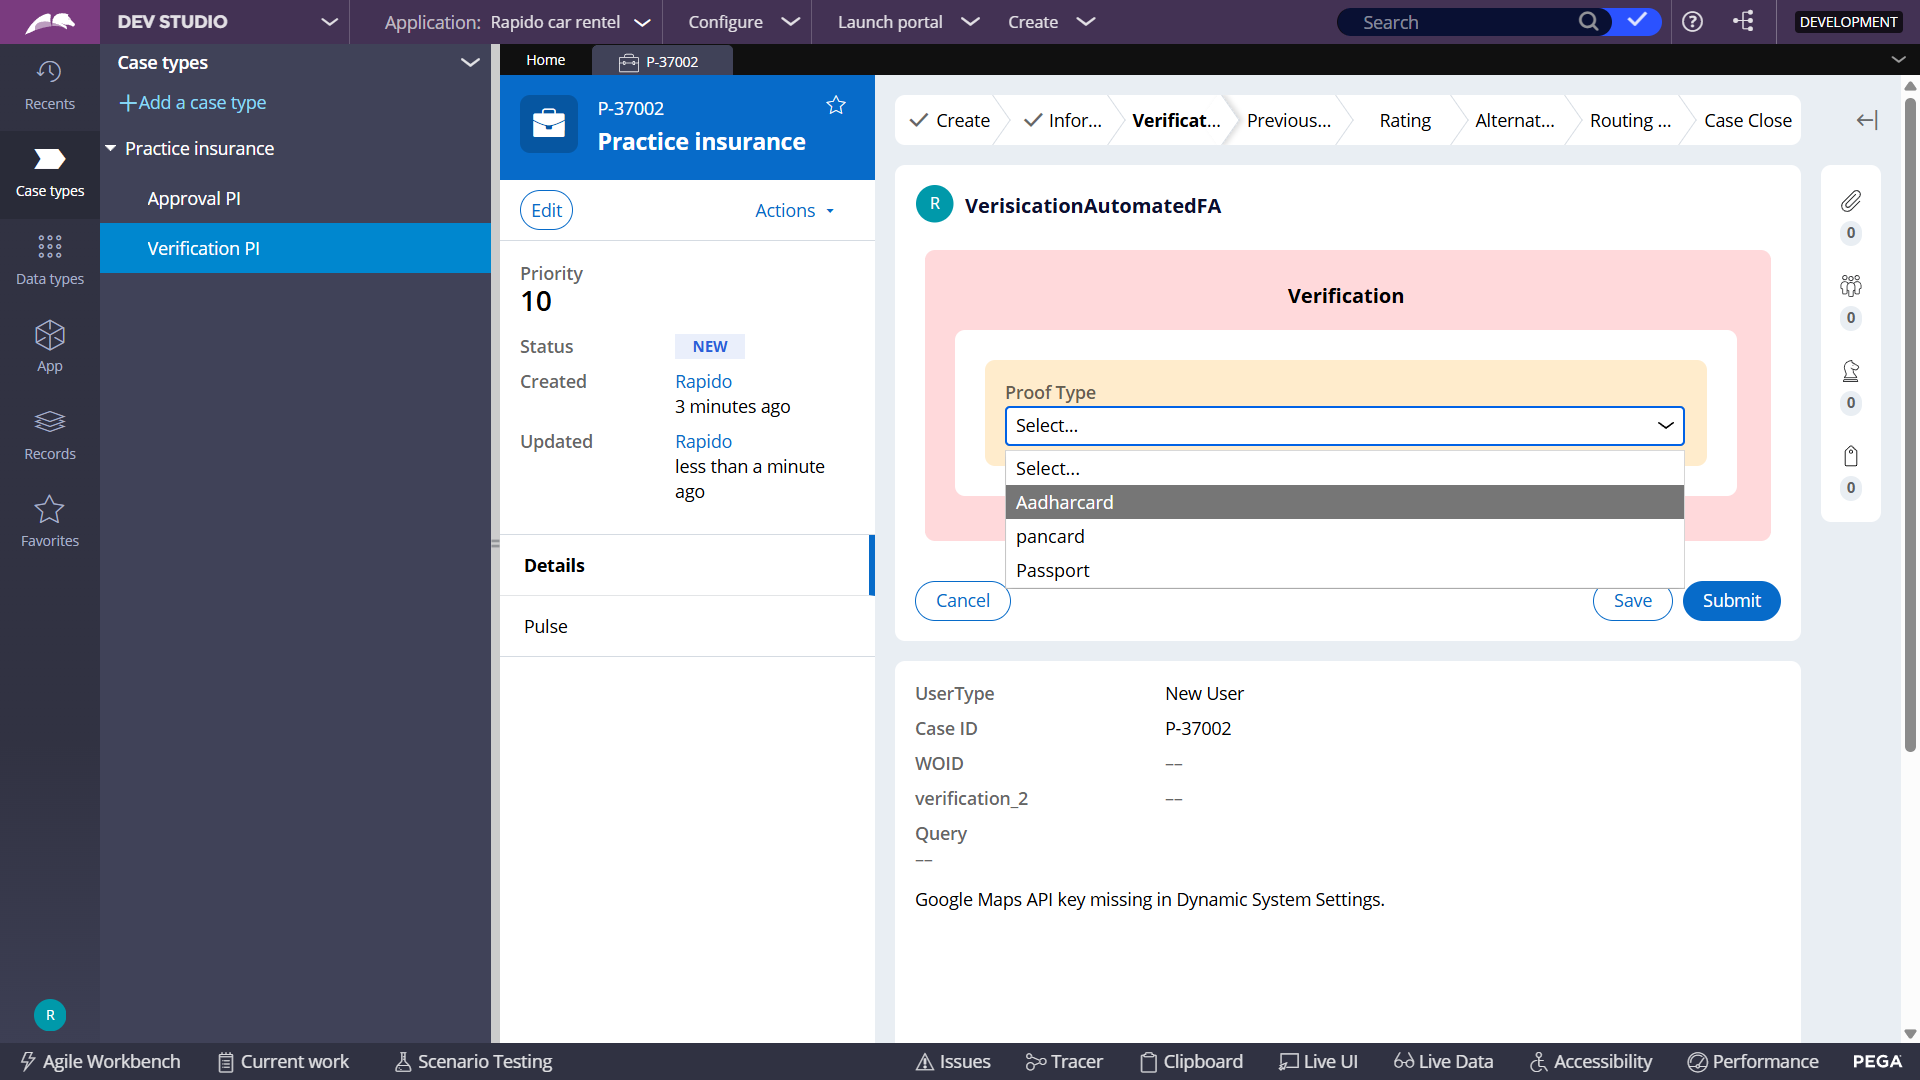 DEV STUDIO
Application: Rapido car rentel
Configure
Launch portal
Create
Search
DEVELOPMENT
Recents
Case types
Data types
App
Records
Favorites
R
Case types
Add a case type
Practice insurance
Approval PI
Verification PI
Home
P-37002
P-37002
Practice insurance
Edit
Actions
Priority
10
Status NEW
Created Rapido
3 minutes ago
Updated Rapido
less than a minute
ago
Details
Pulse
Create
Infor...
Verificat...
Previous...
Rating
Alternat...
Routing ...
Case Close
R
VerisicationAutomatedFA
Verification
Proof Type
Select...
Select...
Aadharcard
pancard
Passport
Cancel
Save
Submit
0
0
0
0
UserType New User
Case ID P-37002
WOID ––
verification_2 ––
Query
––
Google Maps API key missing in Dynamic System Settings.
Agile Workbench
Current work
Scenario Testing
Issues
Tracer
Clipboard
Live UI
Live Data
Accessibility
Performance
PEGA